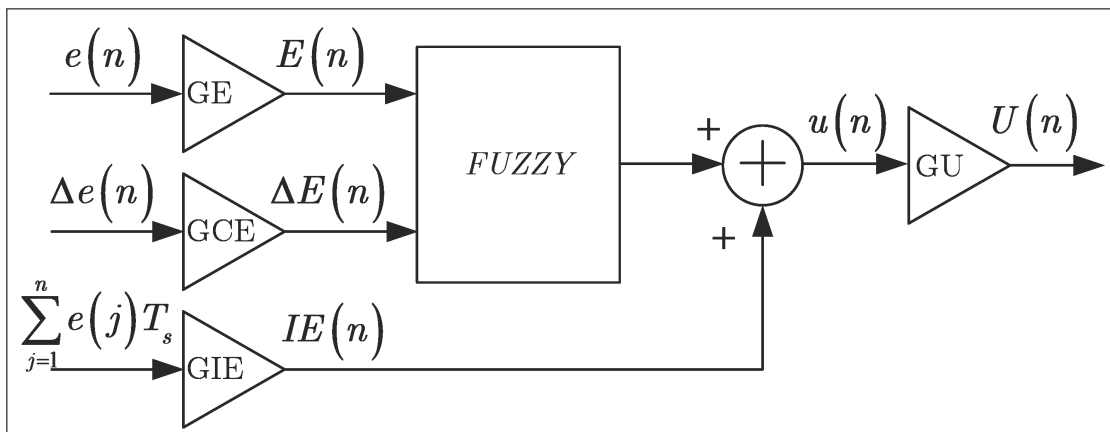 e(n)
GE
E(n)
Δe(n)
GCE
ΔE(n)
n
∑ e(j)T_s
j=1
GIE
IE(n)
FUZZY
+
+
+
u(n)
GU
U(n)